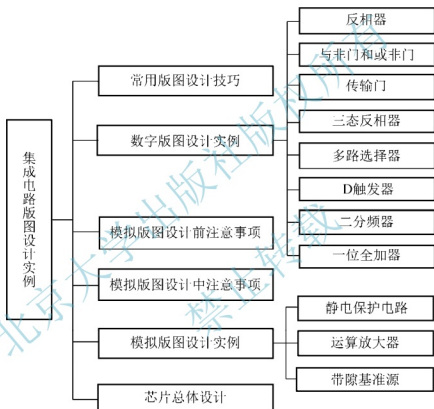 集成电路版图设计实例
常用版图设计技巧
数字版图设计实例
反相器
与非门和或非门
传输门
三态反相器
多路选择器
D触发器
二分频器
一位全加器
模拟版图设计前注意事项
模拟版图设计中注意事项
模拟版图设计实例
静电保护电路
运算放大器
带隙基准源
芯片总体设计
北京大学出版社版权所有
禁止转载